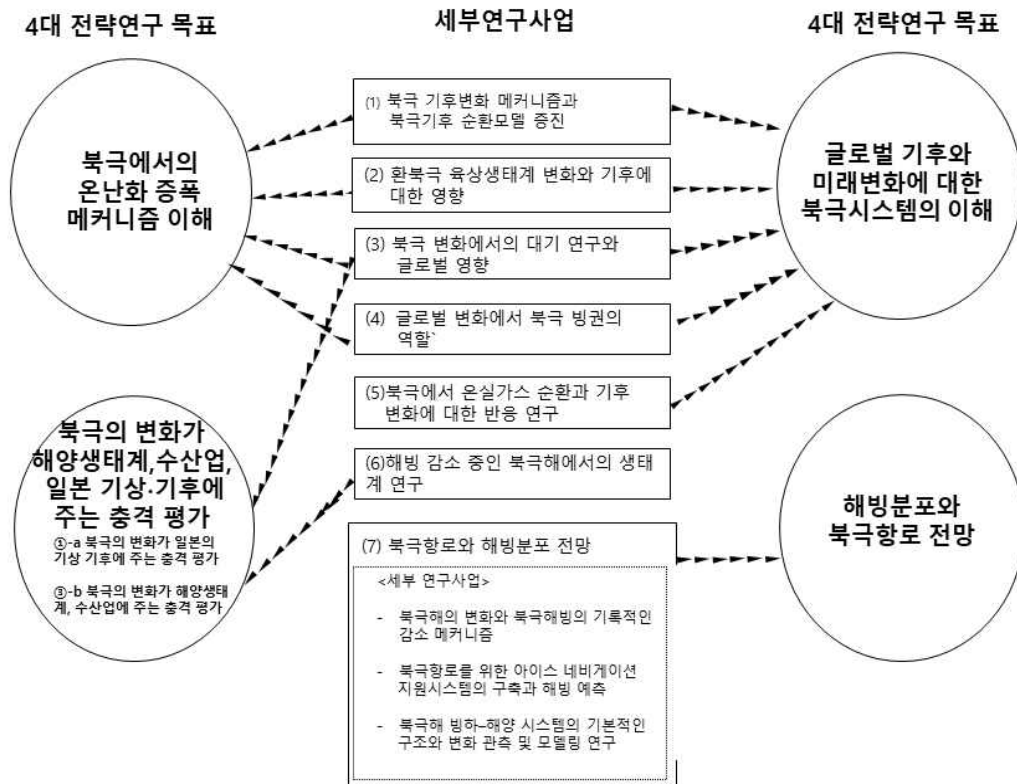 4대 전략연구 목표
세부연구사업
4대 전략연구 목표
북극에서의
온난화 증폭
메커니즘 이해
북극의 변화가
해양생태계,수산업,
일본 기상·기후에
주는 충격 평가
①-a 북극의 변화가 일본의
기상 기후에 주는 충격 평가
③-b 북극의 변화가 해양생태
계, 수산업에 주는 충격 평가
(1) 북극 기후변화 메커니즘과
북극기후 순환모델 증진
(2) 환북극 육상생태계 변화와 기후에
대한 영향
(3) 북극 변화에서의 대기 연구와
글로벌 영향
(4) 글로벌 변화에서 북극 빙권의
역할`
(5)북극에서 온실가스 순환과 기후
변화에 대한 반응 연구
(6)해빙 감소 중인 북극해에서의 생태
계 연구
(7) 북극항로와 해빙분포 전망
<세부 연구사업>
- 북극해의 변화와 북극해빙의 기록적인
감소 메커니즘
- 북극항로를 위한 아이스 네비게이션
지원시스템의 구축과 해빙 예측
- 북극해 빙하–해양 시스템의 기본적인
구조와 변화 관측 및 모델링 연구
글로벌 기후와
미래변화에 대한
북극시스템의 이해
해빙분포와
북극항로 전망